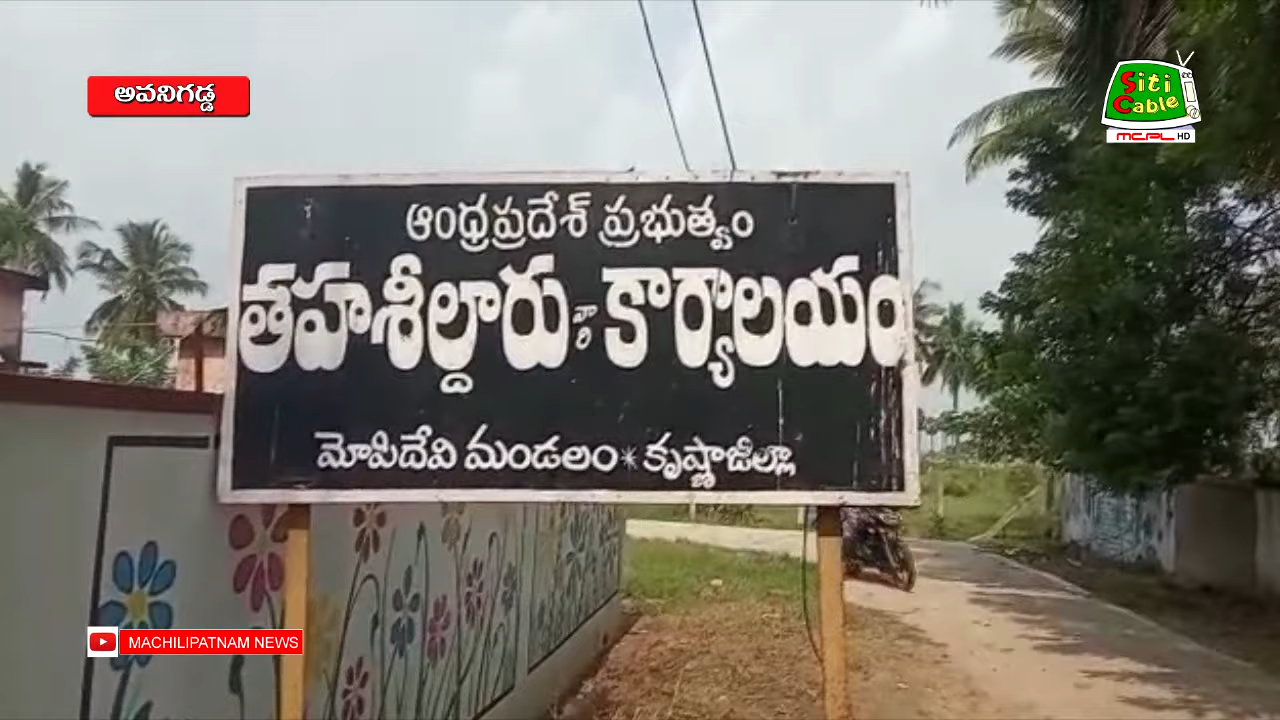 అవనిగడ్డ
Siti
Cable
MCPL HD
ఆంధ్రప్రదేశ్ ప్రభుత్వం
తహశీల్దారు వారి కార్యాలయం
మోపిదేవి మండలం * కృష్ణాజిల్లా
MACHILIPATNAM NEWS